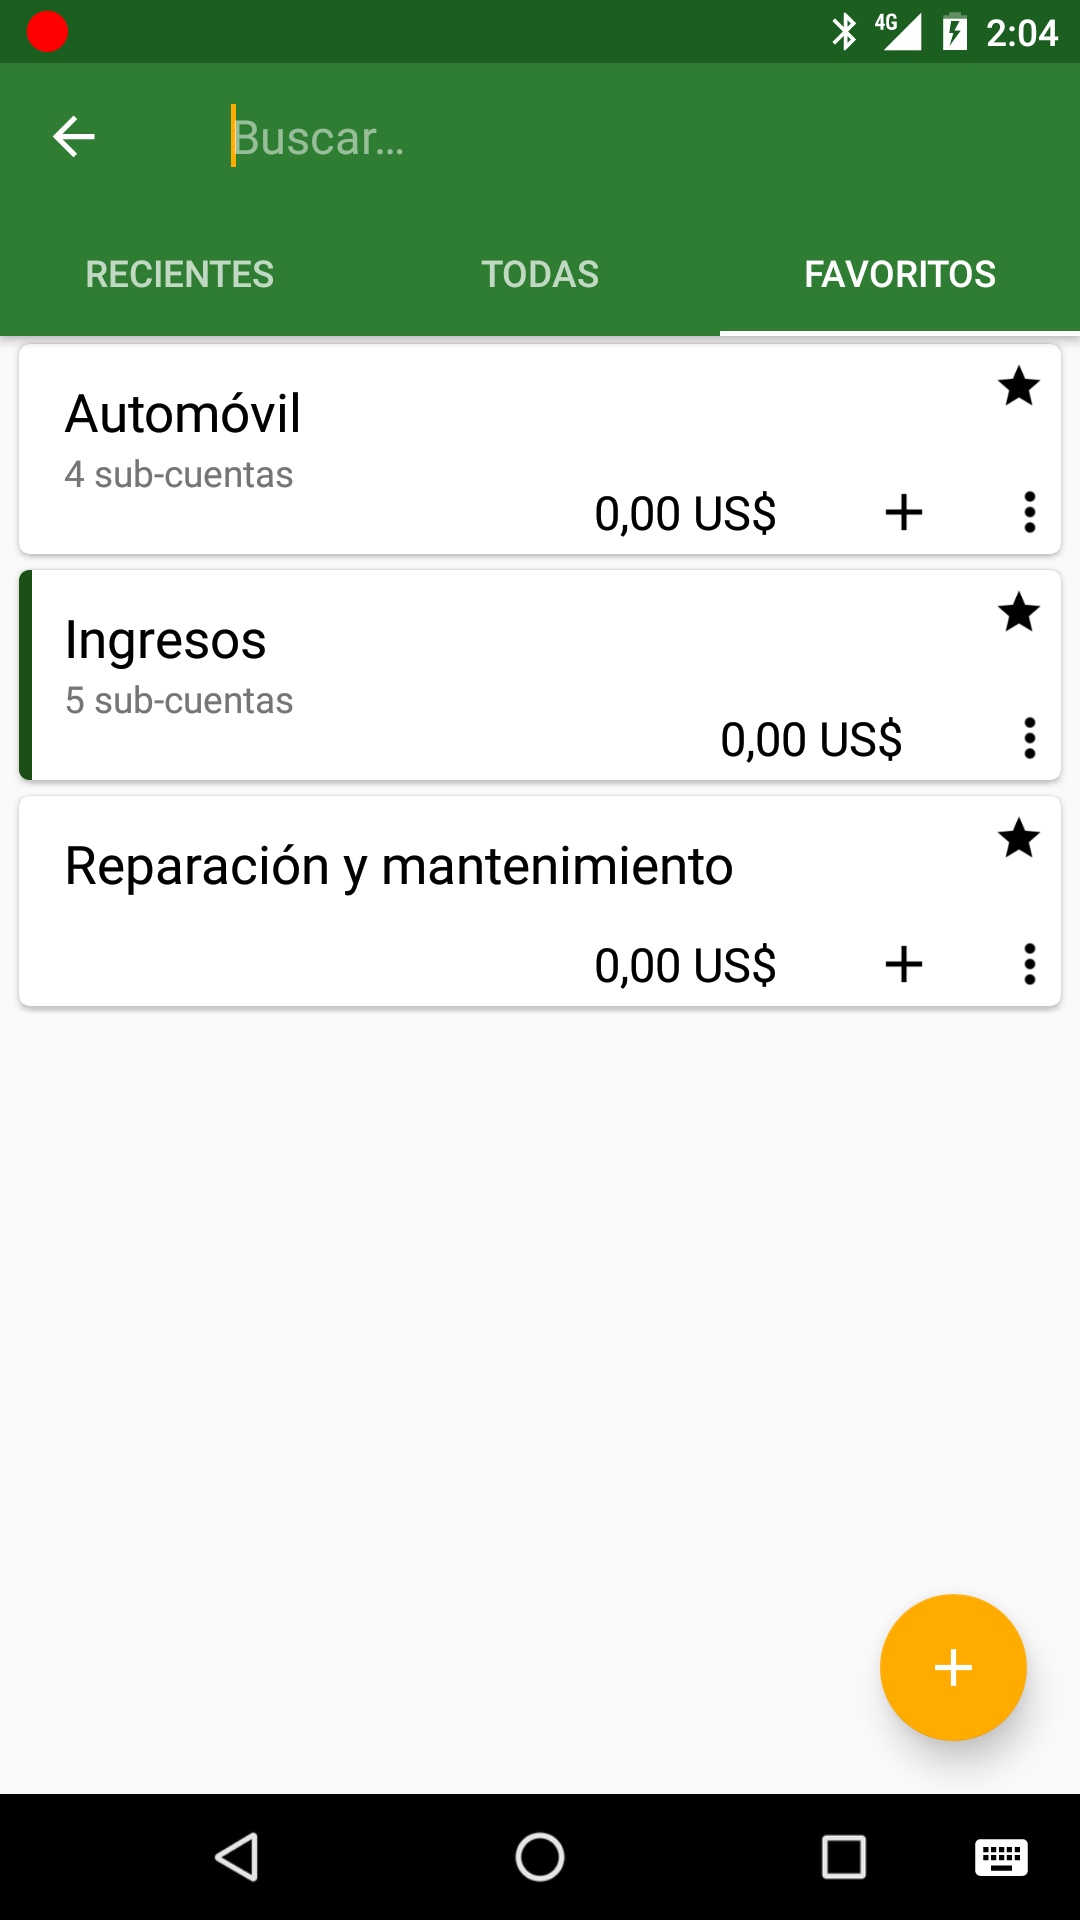 4G 2:04
Buscar...
RECIENTES TODAS FAVORITOS
Automóvil
4 sub-cuentas
0,00 US$
Ingresos
5 sub-cuentas
0,00 US$
Reparación y mantenimiento
0,00 US$